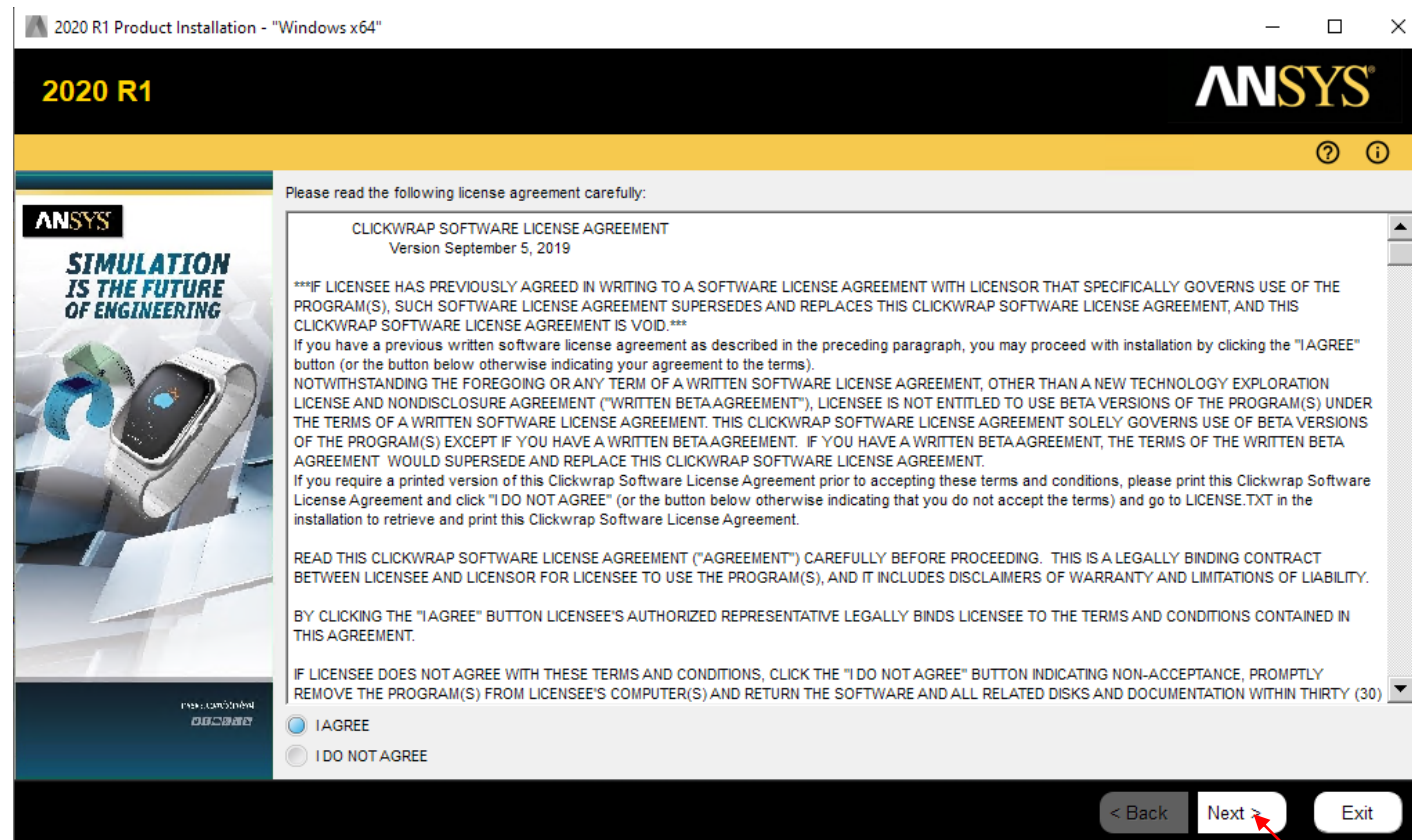 2020 R1 Product Installation - "Windows x64"
2020 R1
ANSYS®
Please read the following license agreement carefully:
ANSYS
SIMULATION
IS THE FUTURE
OF ENGINEERING
CLICKWRAP SOFTWARE LICENSE AGREEMENT
Version September 5, 2019
***IF LICENSEE HAS PREVIOUSLY AGREED IN WRITING TO A SOFTWARE LICENSE AGREEMENT WITH LICENSOR THAT SPECIFICALLY GOVERNS USE OF THE
PROGRAM(S), SUCH SOFTWARE LICENSE AGREEMENT SUPERSEDES AND REPLACES THIS CLICKWRAP SOFTWARE LICENSE AGREEMENT, AND THIS
CLICKWRAP SOFTWARE LICENSE AGREEMENT IS VOID.***
If you have a previous written software license agreement as described in the preceding paragraph, you may proceed with installation by clicking the "I AGREE"
button (or the button below otherwise indicating your agreement to the terms).
NOTWITHSTANDING THE FOREGOING OR ANY TERM OF A WRITTEN SOFTWARE LICENSE AGREEMENT, OTHER THAN A NEW TECHNOLOGY EXPLORATION
LICENSE AND NONDISCLOSURE AGREEMENT ("WRITTEN BETA AGREEMENT"), LICENSEE IS NOT ENTITLED TO USE BETA VERSIONS OF THE PROGRAM(S) UNDER
THE TERMS OF A WRITTEN SOFTWARE LICENSE AGREEMENT. THIS CLICKWRAP SOFTWARE LICENSE AGREEMENT SOLELY GOVERNS USE OF BETA VERSIONS
OF THE PROGRAM(S) EXCEPT IF YOU HAVE A WRITTEN BETA AGREEMENT. IF YOU HAVE A WRITTEN BETA AGREEMENT, THE TERMS OF THE WRITTEN BETA
AGREEMENT WOULD SUPERSEDE AND REPLACE THIS CLICKWRAP SOFTWARE LICENSE AGREEMENT.
If you require a printed version of this Clickwrap Software License Agreement prior to accepting these terms and conditions, please print this Clickwrap Software
License Agreement and click "I DO NOT AGREE" (or the button below otherwise indicating that you do not accept the terms) and go to LICENSE.TXT in the
installation to retrieve and print this Clickwrap Software License Agreement.
READ THIS CLICKWRAP SOFTWARE LICENSE AGREEMENT ("AGREEMENT") CAREFULLY BEFORE PROCEEDING. THIS IS A LEGALLY BINDING CONTRACT
BETWEEN LICENSEE AND LICENSOR FOR LICENSEE TO USE THE PROGRAM(S), AND IT INCLUDES DISCLAIMERS OF WARRANTY AND LIMITATIONS OF LIABILITY.
BY CLICKING THE "I AGREE" BUTTON LICENSEE'S AUTHORIZED REPRESENTATIVE LEGALLY BINDS LICENSEE TO THE TERMS AND CONDITIONS CONTAINED IN
THIS AGREEMENT.
IF LICENSEE DOES NOT AGREE WITH THESE TERMS AND CONDITIONS, CLICK THE "I DO NOT AGREE" BUTTON INDICATING NON-ACCEPTANCE, PROMPTLY
REMOVE THE PROGRAM(S) FROM LICENSEE'S COMPUTER(S) AND RETURN THE SOFTWARE AND ALL RELATED DISKS AND DOCUMENTATION WITHIN THIRTY (30)
I AGREE
I DO NOT AGREE
< Back
Next >
Exit